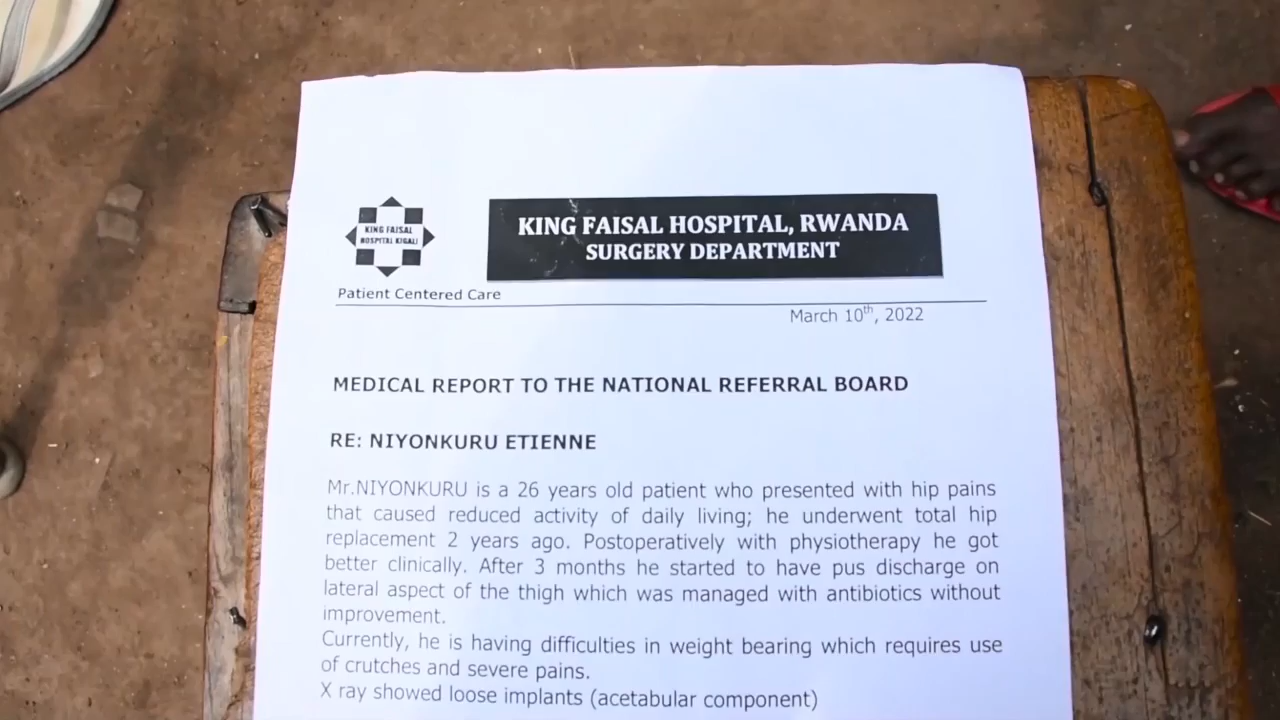 KING FAISAL
HOSPITAL KIGALI
KING FAISAL HOSPITAL, RWANDA
SURGERY DEPARTMENT
Patient Centered Care
March 10th, 2022
MEDICAL REPORT TO THE NATIONAL REFERRAL BOARD
RE: NIYONKURU ETIENNE
Mr.NIYONKURU is a 26 years old patient who presented with hip pains
that caused reduced activity of daily living; he underwent total hip
replacement 2 years ago. Postoperatively with physiotherapy he got
better clinically. After 3 months he started to have pus discharge on
lateral aspect of the thigh which was managed with antibiotics without
improvement.
Currently, he is having difficulties in weight bearing which requires use
of crutches and severe pains.
X ray showed loose implants (acetabular component)